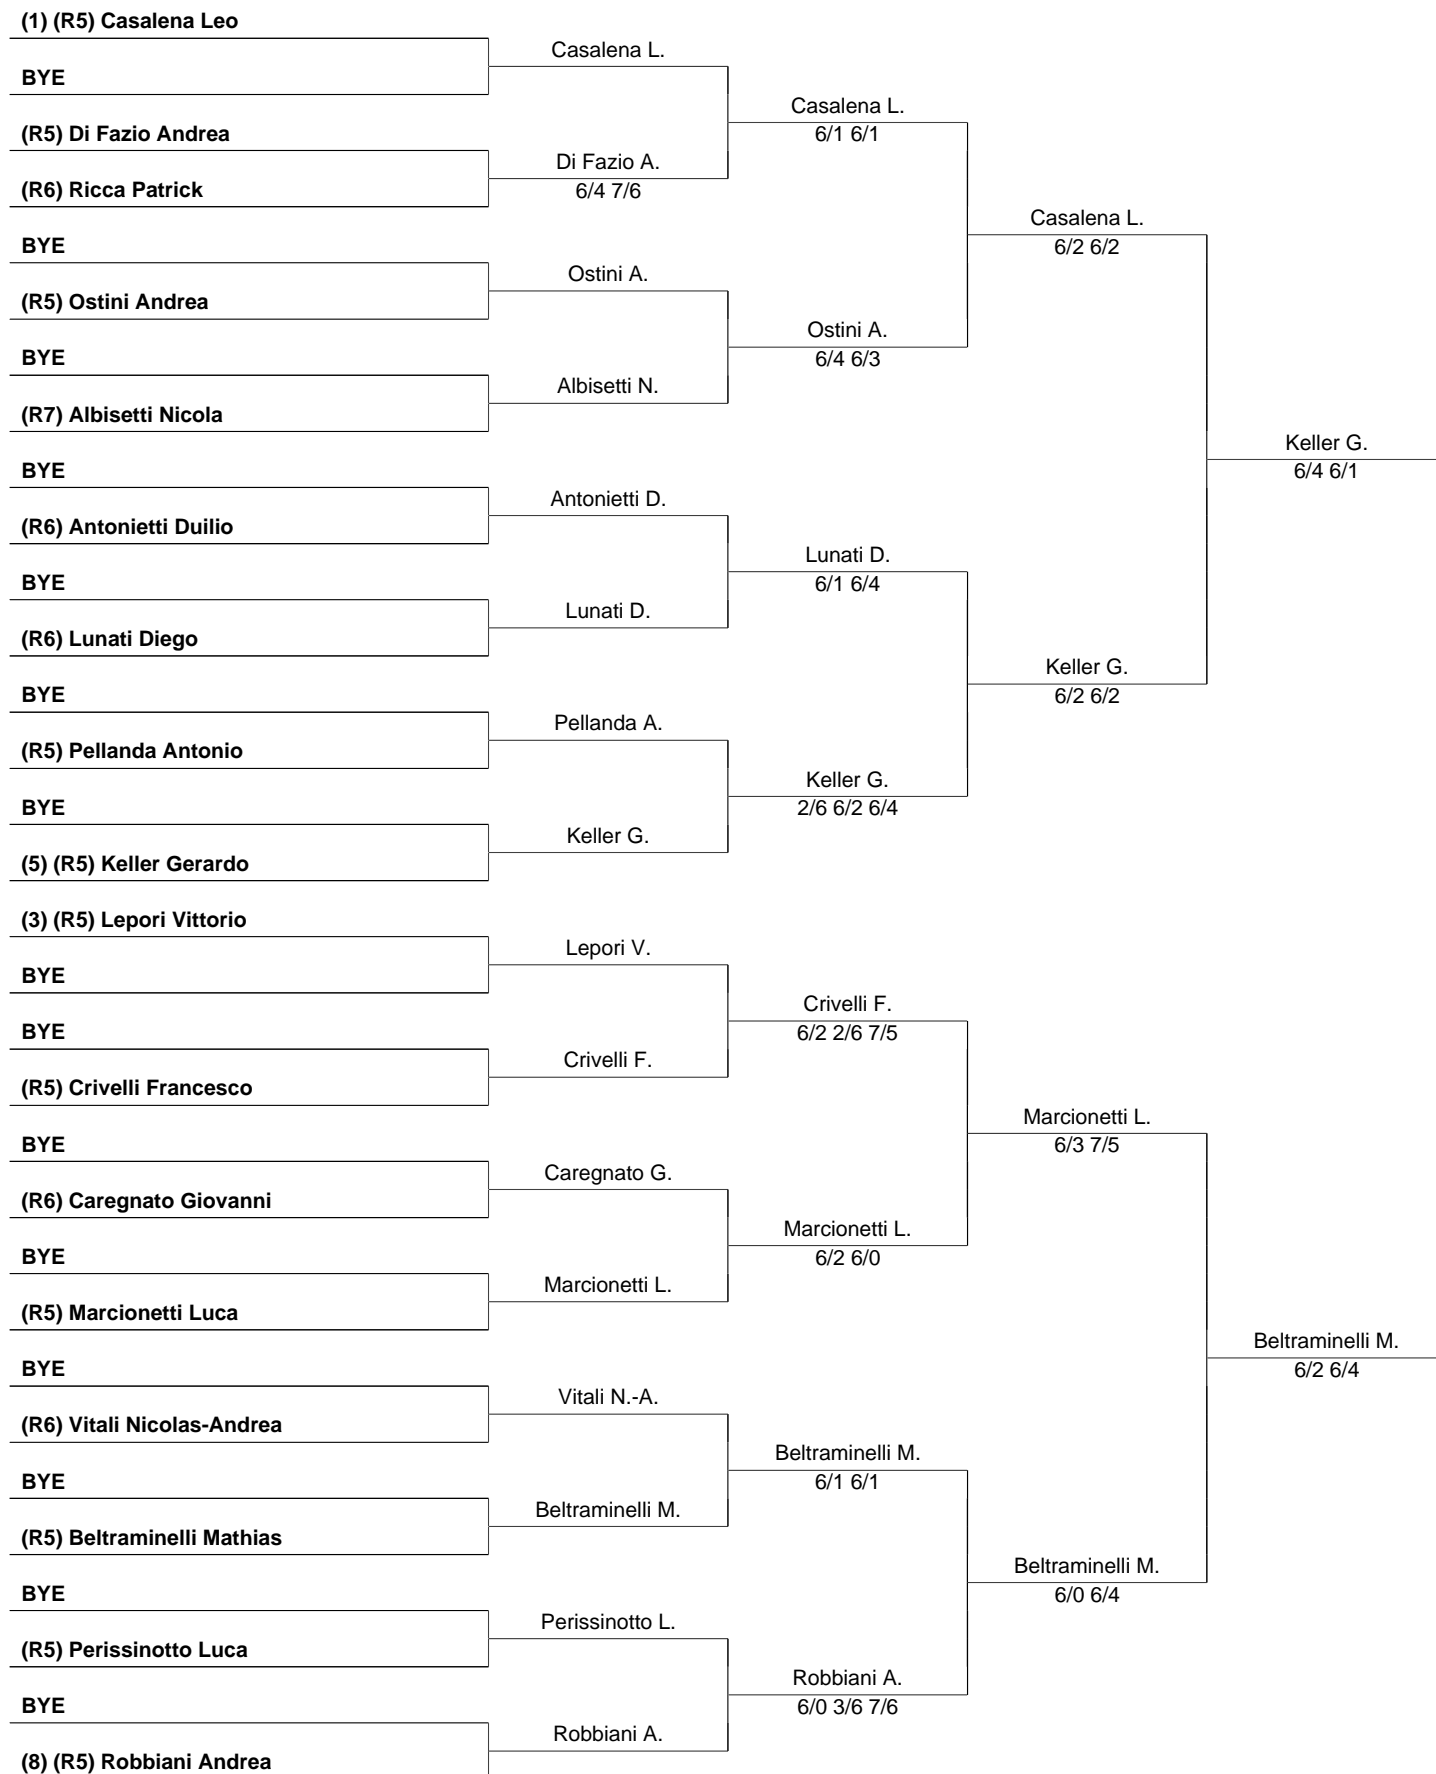 (1) (R5) Casalena Leo
Casalena L.
BYE
Casalena L.
6/1 6/1
(R5) Di Fazio Andrea
Di Fazio A.
6/4 7/6
(R6) Ricca Patrick
Casalena L.
6/2 6/2
BYE
Ostini A.
(R5) Ostini Andrea
Ostini A.
6/4 6/3
BYE
Albisetti N.
(R7) Albisetti Nicola
Keller G.
6/4 6/1
BYE
Antonietti D.
(R6) Antonietti Duilio
Lunati D.
6/1 6/4
BYE
Lunati D.
(R6) Lunati Diego
Keller G.
6/2 6/2
BYE
Pellanda A.
(R5) Pellanda Antonio
Keller G.
2/6 6/2 6/4
BYE
Keller G.
(5) (R5) Keller Gerardo
(3) (R5) Lepori Vittorio
Lepori V.
BYE
Crivelli F.
6/2 2/6 7/5
BYE
Crivelli F.
(R5) Crivelli Francesco
Marcionetti L.
6/3 7/5
BYE
Caregnato G.
(R6) Caregnato Giovanni
Marcionetti L.
6/2 6/0
BYE
Marcionetti L.
(R5) Marcionetti Luca
Beltraminelli M.
6/2 6/4
BYE
Vitali N.-A.
(R6) Vitali Nicolas-Andrea
Beltraminelli M.
6/1 6/1
BYE
Beltraminelli M.
(R5) Beltraminelli Mathias
Beltraminelli M.
6/0 6/4
BYE
Perissinotto L.
(R5) Perissinotto Luca
Robbiani A.
6/0 3/6 7/6
BYE
Robbiani A.
(8) (R5) Robbiani Andrea